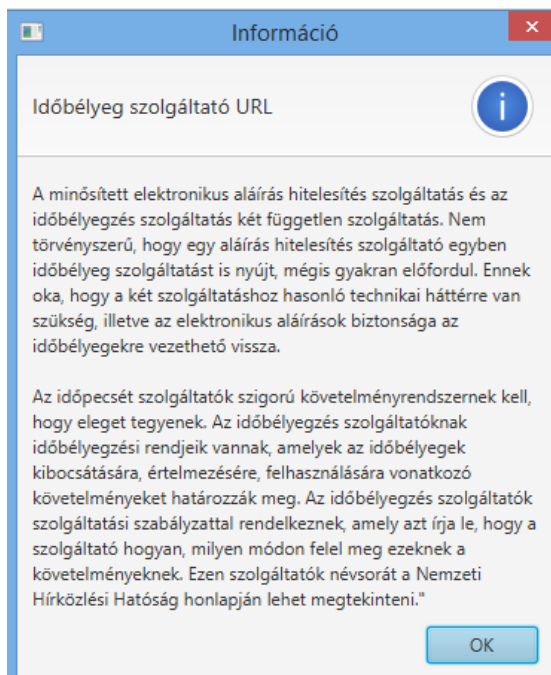 Információ
Időbélyeg szolgáltató URL
A minősített elektronikus aláírás hitelesítés szolgáltatás és az
időbélyegzés szolgáltatás két független szolgáltatás. Nem
törvényszerű, hogy egy aláírás hitelesítés szolgáltató egyben
időbélyeg szolgáltatást is nyújt, mégis gyakran előfordul. Ennek
oka, hogy a két szolgáltatáshoz hasonló technikai háttérre van
szükség, illetve az elektronikus aláírások biztonsága az
időbélyegekre vezethető vissza.
Az időpecsét szolgáltatók szigorú követelményrendszernek kell,
hogy eleget tegyenek. Az időbélyegzés szolgáltatóknak
időbélyegzési rendjeik vannak, amelyek az időbélyegek
kibocsátására, értelmezésére, felhasználására vonatkozó
követelményeket határozzák meg. Az időbélyegzés szolgáltatók
szolgáltatási szabályzattal rendelkeznek, amely azt írja le, hogy a
szolgáltató hogyan, milyen módon felel meg ezeknek a
követelményeknek. Ezen szolgáltatók névsorát a Nemzeti
Hírközlési Hatóság honlapján lehet megtekinteni."
OK